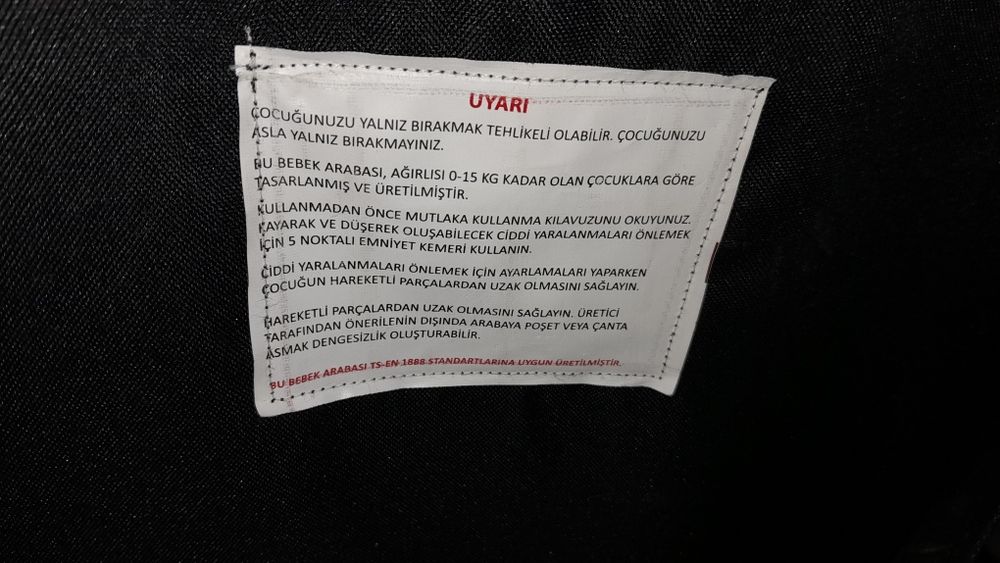 UYARI
ÇOCUĞUNUZU YALNIZ BIRAKMAK TEHLİKELİ OLABİLİR. ÇOCUĞUNUZU
ASLA YALNIZ BIRAKMAYINIZ.
BU BEBEK ARABASI, AĞIRLISI 0-15 KG KADAR OLAN ÇOCUKLARA GÖRE
TASARLANMIŞ VE ÜRETİLMİŞTİR.
KULLANMADAN ÖNCE MUTLAKA KULLANMA KILAVUZUNU OKUYUNUZ.
KAYARAK VE DÜŞEREK OLUŞABİLECEK CİDDİ YARALANMALARI ÖNLEMEK
İÇİN 5 NOKTALI EMNİYET KEMERİ KULLANIN.
CİDDİ YARALANMALARI ÖNLEMEK İÇİN AYARLAMALARI YAPARKEN
ÇOCUĞUN HAREKETLİ PARÇALARDAN UZAK OLMASINI SAĞLAYIN.
HAREKETLİ PARÇALARDAN UZAK OLMASINI SAĞLAYIN. ÜRETİCİ
TARAFINDAN ÖNERİLENİN DIŞINDA ARABAYA POŞET VEYA ÇANTA
ASMAK DENGESİZLİK OLUŞTURABİLİR.
BU BEBEK ARABASI TS-EN 1888 STANDARTLARINA UYGUN ÜRETİLMİŞTİR.